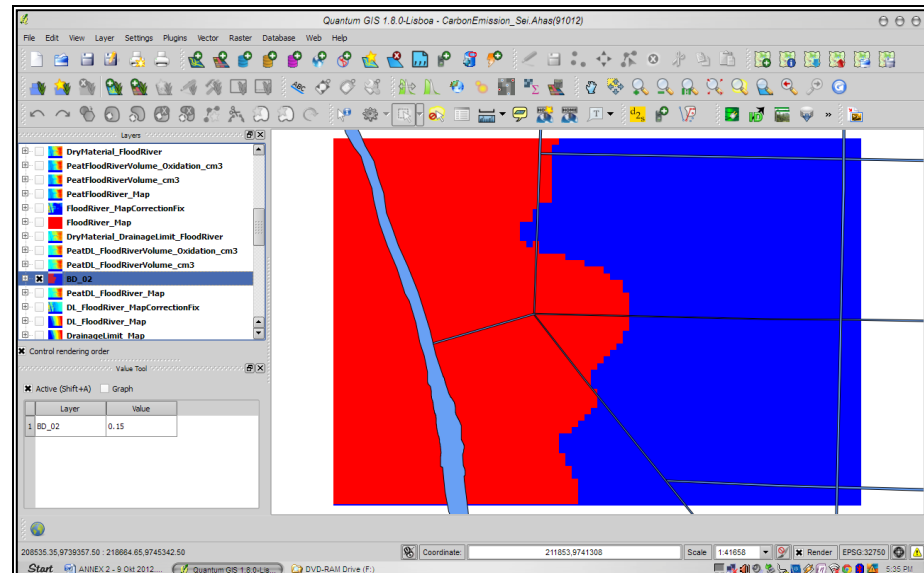 Quantum GIS 1.8.0-Lisboa - CarbonEmission_Sei.Ahas(91012)
File Edit View Layer Settings Plugins Vector Raster Database Web Help
Layers
DryMaterial_FloodRiver
PeatFloodRiverVolume_Oxidation_cm3
PeatFloodRiverVolume_cm3
PeatFloodRiver_Map
FloodRiver_MapCorrectionFix
FloodRiver_Map
DryMaterial_DrainageLimit_FloodRiver
PeatDL_FloodRiverVolume_Oxidation_cm3
PeatDL_FloodRiverVolume_cm3
BD_02
PeatDL_FloodRiver_Map
DL_FloodRiver_MapCorrectionFix
DL_FloodRiver_Map
DrainageLimit_Map
Control rendering order
Value Tool
Active (Shift+A) Graph
Layer Value
1 BD_02 0.15
208535.35,9739357.50 : 218664.65,9745342.50 Coordinate: 211853,9741308 Scale 1:41658 Render EPSG:32750
Start ANNEX 2 - 9 Okt 2012.... Quantum GIS 1.8.0-Lis... DVD-RAM Drive (F:) 5:35 PM